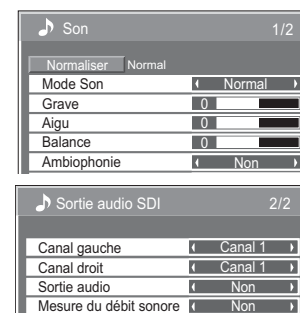 Son 1/2
Normaliser Normal
Mode Son Normal
Grave 0
Aigu 0
Balance 0
Ambiophonie Non
Sortie audio SDI 2/2
Canal gauche Canal 1
Canal droit Canal 1
Sortie audio Non
Mesure du débit sonore Non